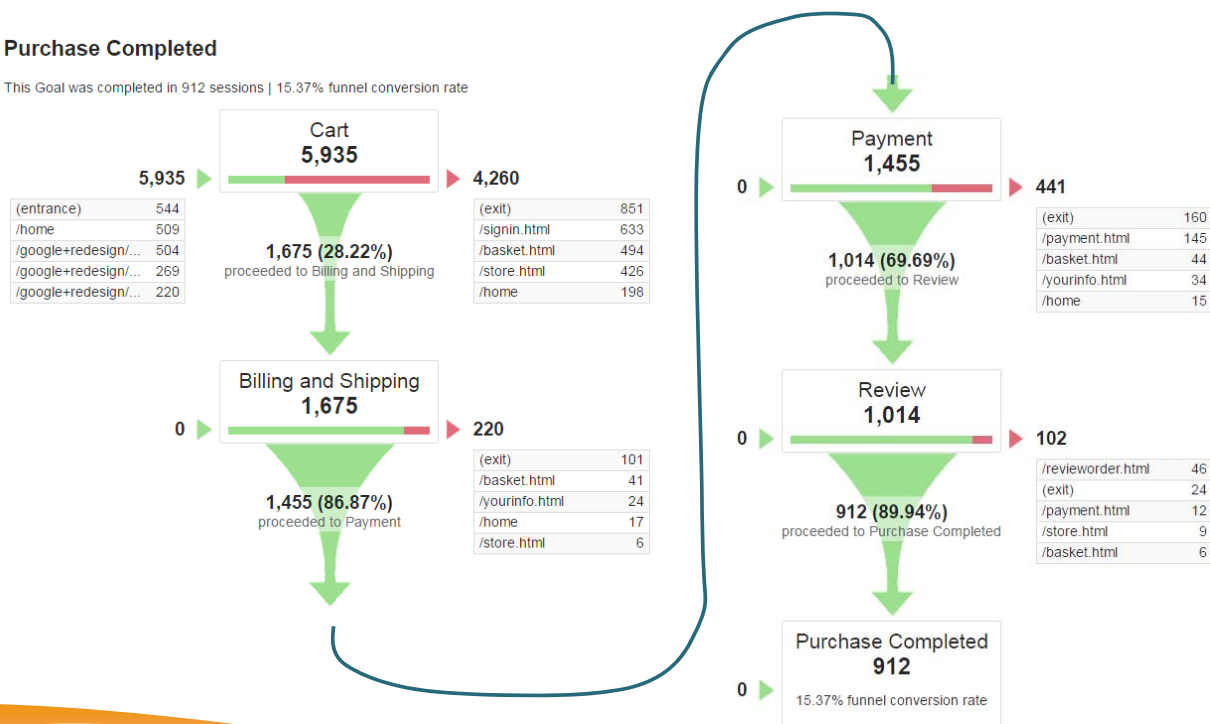 Purchase Completed
This Goal was completed in 912 sessions | 15.37% funnel conversion rate
Cart
5,935
5,935
4,260
(entrance) 544
/home 509
/google+redesign/... 504
/google+redesign/... 269
/google+redesign/... 220
(exit) 851
/signin.html 633
/basket.html 494
/store.html 426
/home 198
1,675 (28.22%)
proceeded to Billing and Shipping
Billing and Shipping
1,675
0
220
(exit) 101
/basket.html 41
/yourinfo.html 24
/home 17
/store.html 6
1,455 (86.87%)
proceeded to Payment
Payment
1,455
0
441
(exit) 160
/payment.html 145
/basket.html 44
/yourinfo.html 34
/home 15
1,014 (69.69%)
proceeded to Review
Review
1,014
0
102
/revieworder.html 46
(exit) 24
/payment.html 12
/store.html 9
/basket.html 6
912 (89.94%)
proceeded to Purchase Completed
Purchase Completed
912
0
15.37% funnel conversion rate